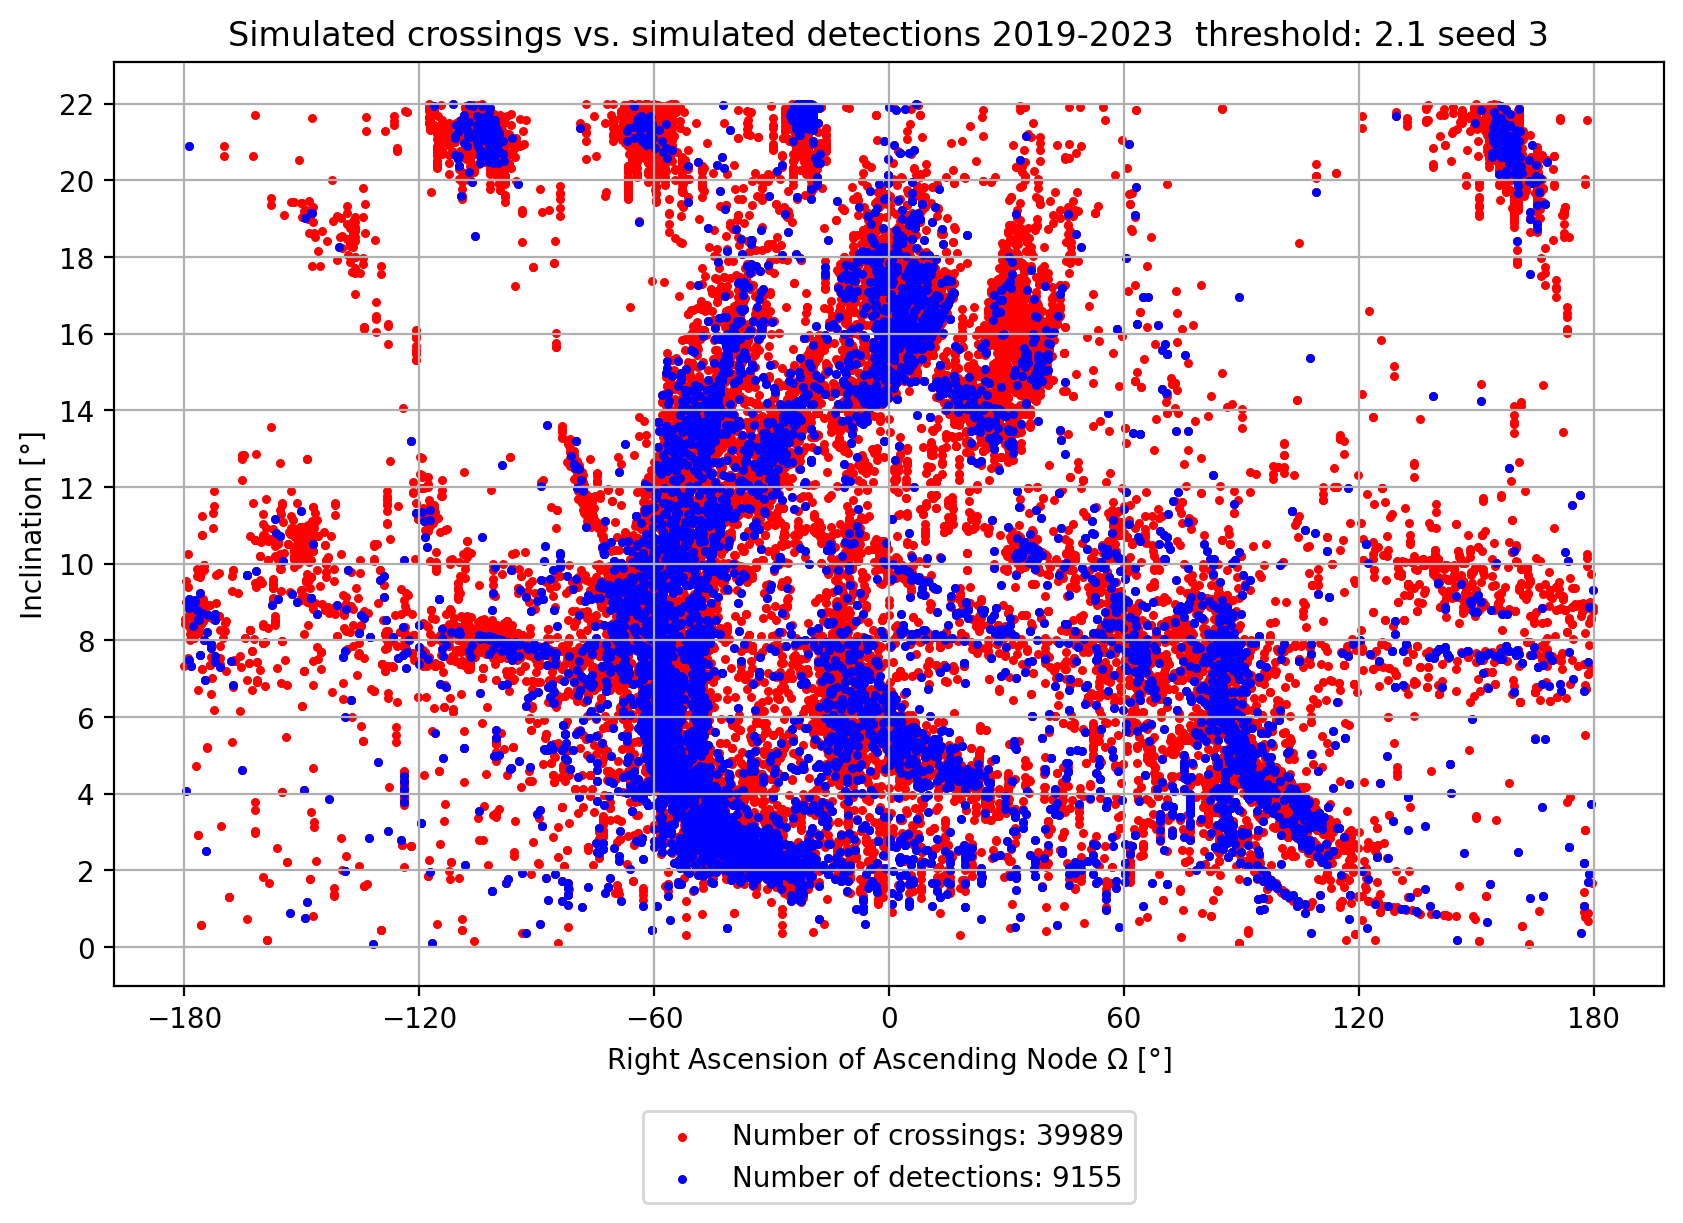 Simulated crossings vs. simulated detections 2019-2023  threshold: 2.1 seed 3
22
20
18
16
14
12
10
8
6
4
2
0
Inclination [°]
−180 −120 −60 0 60 120 180
Right Ascension of Ascending Node Ω [°]
Number of crossings: 39989
Number of detections: 9155